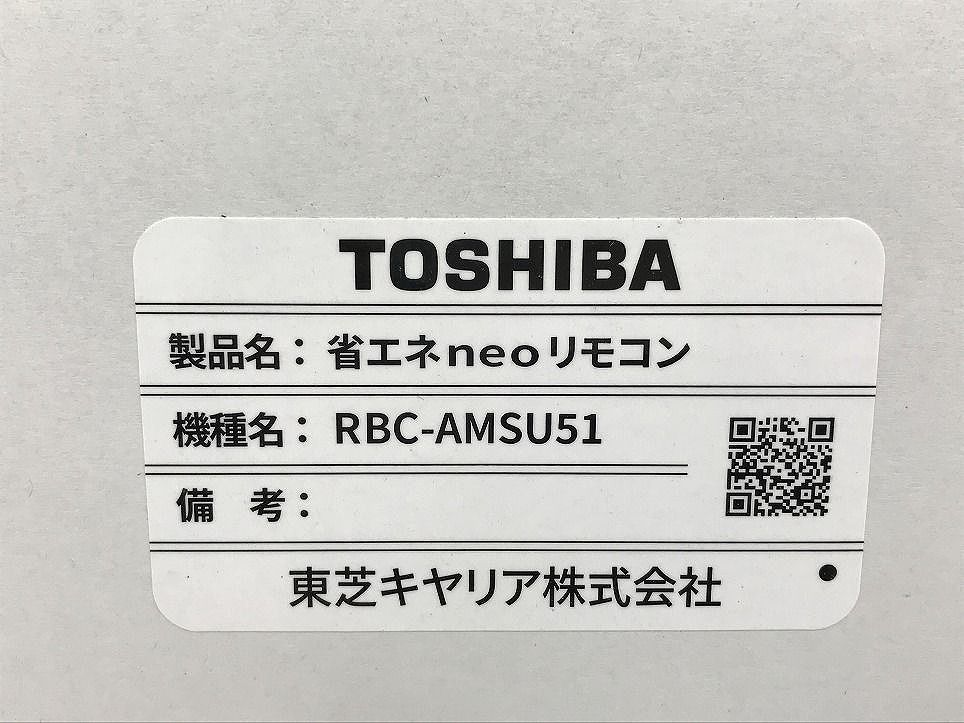 TOSHIBA
製品名：省エネneoリモコン
機種名：RBC-AMSU51
備　考：
東芝キヤリア株式会社